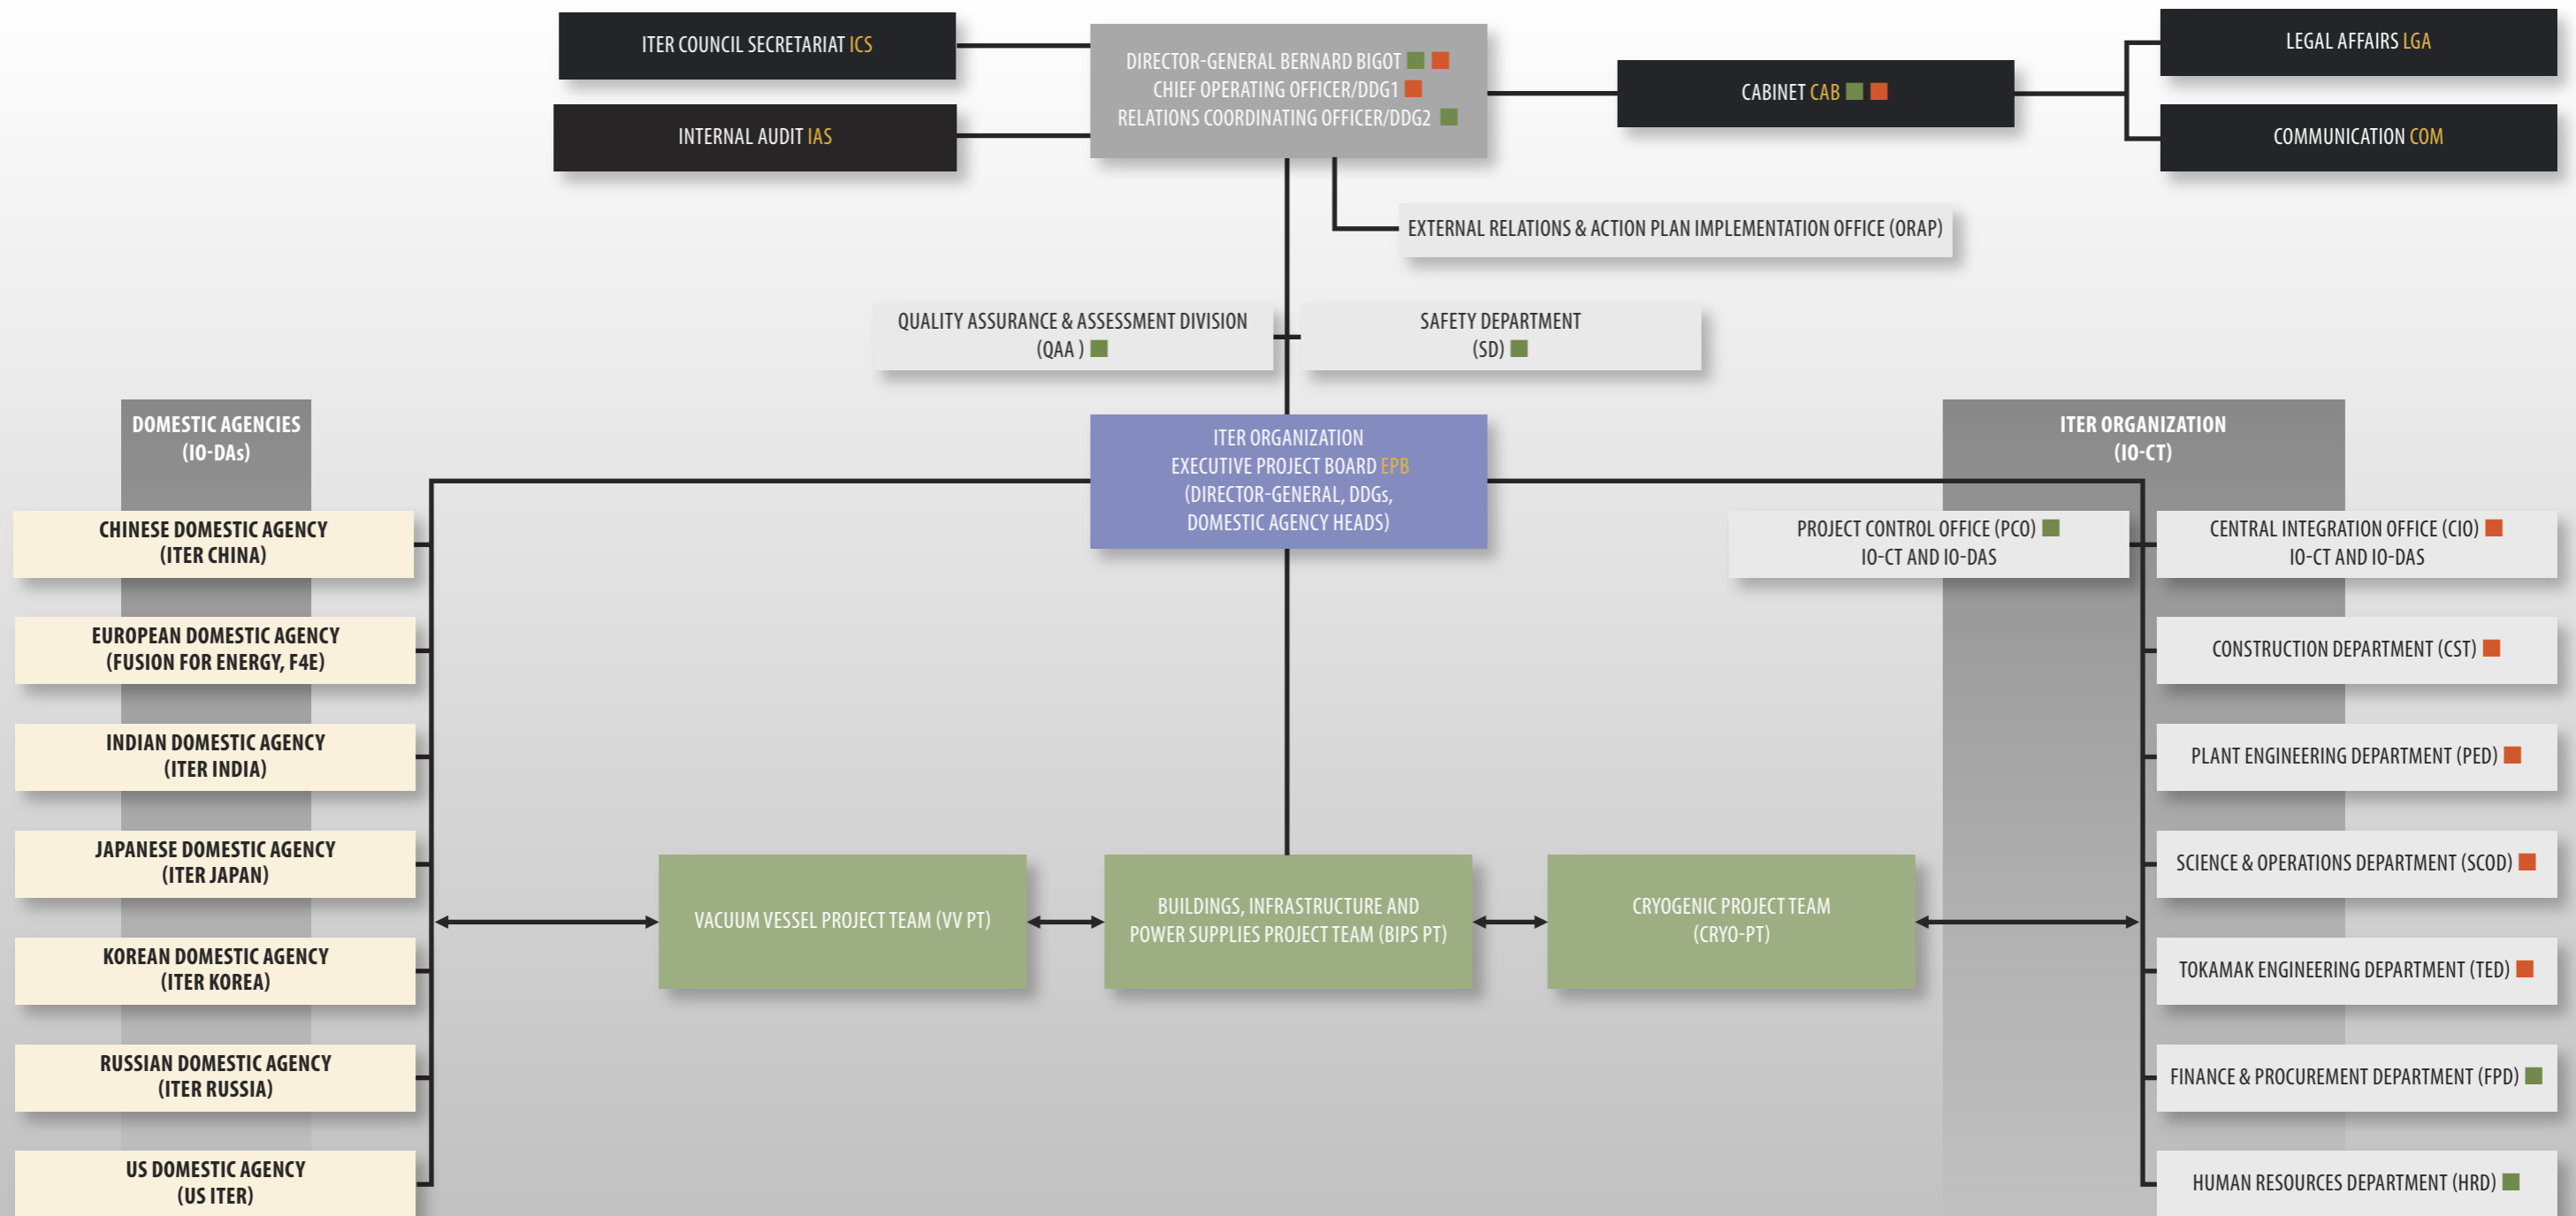 ITER COUNCIL SECRETARIAT ICS
INTERNAL AUDIT IAS
DIRECTOR-GENERAL BERNARD BIGOT
CHIEF OPERATING OFFICER/DDG1
RELATIONS COORDINATING OFFICER/DDG2
CABINET CAB
LEGAL AFFAIRS LGA
COMMUNICATION COM
EXTERNAL RELATIONS & ACTION PLAN IMPLEMENTATION OFFICE (ORAP)
QUALITY ASSURANCE & ASSESSMENT DIVISION
(QAA )
SAFETY DEPARTMENT
(SD)
DOMESTIC AGENCIES
(IO-DAs)
ITER ORGANIZATION
EXECUTIVE PROJECT BOARD EPB
(DIRECTOR-GENERAL, DDGs,
DOMESTIC AGENCY HEADS)
ITER ORGANIZATION
(IO-CT)
CHINESE DOMESTIC AGENCY
(ITER CHINA)
EUROPEAN DOMESTIC AGENCY
(FUSION FOR ENERGY, F4E)
INDIAN DOMESTIC AGENCY
(ITER INDIA)
JAPANESE DOMESTIC AGENCY
(ITER JAPAN)
KOREAN DOMESTIC AGENCY
(ITER KOREA)
RUSSIAN DOMESTIC AGENCY
(ITER RUSSIA)
US DOMESTIC AGENCY
(US ITER)
VACUUM VESSEL PROJECT TEAM (VV PT)
BUILDINGS, INFRASTRUCTURE AND
POWER SUPPLIES PROJECT TEAM (BIPS PT)
CRYOGENIC PROJECT TEAM
(CRYO-PT)
PROJECT CONTROL OFFICE (PCO)
IO-CT AND IO-DAS
CENTRAL INTEGRATION OFFICE (CIO)
IO-CT AND IO-DAS
CONSTRUCTION DEPARTMENT (CST)
PLANT ENGINEERING DEPARTMENT (PED)
SCIENCE & OPERATIONS DEPARTMENT (SCOD)
TOKAMAK ENGINEERING DEPARTMENT (TED)
FINANCE & PROCUREMENT DEPARTMENT (FPD)
HUMAN RESOURCES DEPARTMENT (HRD)